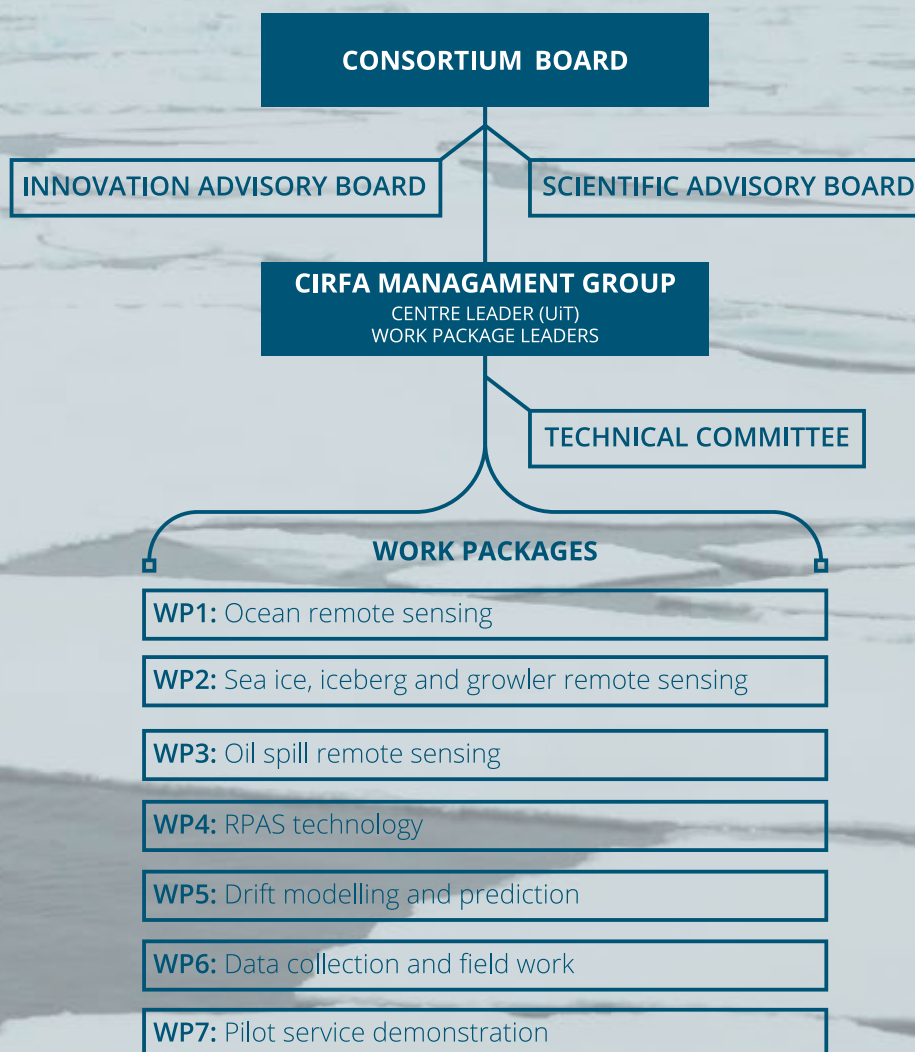 CONSORTIUM BOARD
INNOVATION ADVISORY BOARD
SCIENTIFIC ADVISORY BOARD
CIRFA MANAGAMENT GROUP
CENTRE LEADER (UiT)
WORK PACKAGE LEADERS
TECHNICAL COMMITTEE
WORK PACKAGES
WP1: Ocean remote sensing
WP2: Sea ice, iceberg and growler remote sensing
WP3: Oil spill remote sensing
WP4: RPAS technology
WP5: Drift modelling and prediction
WP6: Data collection and field work
WP7: Pilot service demonstration